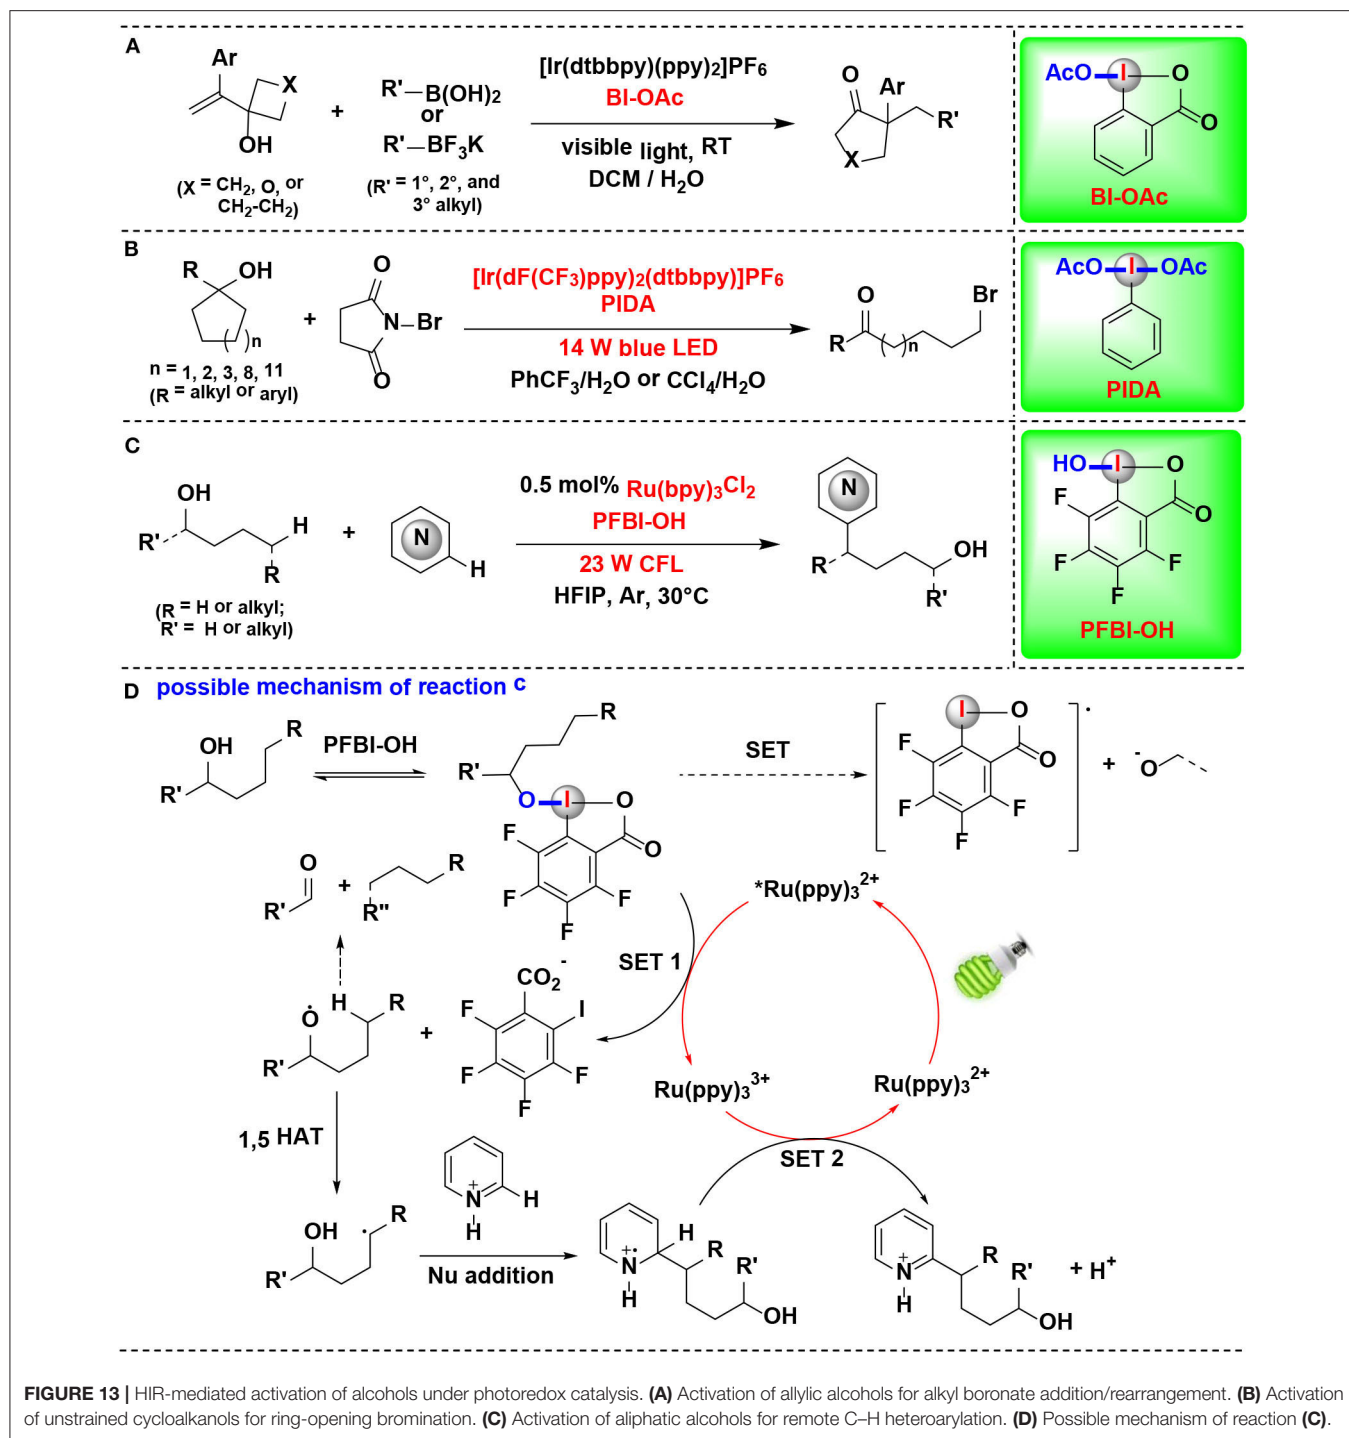 A
Ar
X
OH
(X = CH2, O, or
CH2-CH2)
+
R'—B(OH)2
or
R'—BF3K
(R' = 1°, 2°, and
3° alkyl)
[Ir(dtbbpy)(ppy)2]PF6
BI-OAc
visible light, RT
DCM / H2O
O
Ar
R'
X
AcO I O
O
BI-OAc
B
R OH
n
n = 1, 2, 3, 8, 11
(R = alkyl or aryl)
+
O
N—Br
O
[Ir(dF(CF3)ppy)2(dtbbpy)]PF6
PIDA
14 W blue LED
PhCF3/H2O or CCl4/H2O
O
Br
R
n
AcO I OAc
PIDA
C
OH
H
R'
R
(R = H or alkyl;
R' = H or alkyl)
+
N
H
0.5 mol% Ru(bpy)3Cl2
PFBI-OH
23 W CFL
HFIP, Ar, 30°C
N
OH
R
R'
HO I O
O
F
F F
F
PFBI-OH
D possible mechanism of reaction c
OH
R
R'
PFBI-OH
R
R'
O I O
O
F
F F
F
SET
I O
O
F
F F
F
·
+
-O
O
R'
+
R
R"
*Ru(ppy)3 2+
SET 1
Ȯ
H
R
R'
+
CO2 -
F I
F F
F
Ru(ppy)3 3+
Ru(ppy)3 2+
SET 2
1,5 HAT
N+
H
H
OH
·
R
R'
Nu addition
H
R
N+·
H
R'
OH
R
N+
H
R'
OH
+ H+
FIGURE 13 | HIR-mediated activation of alcohols under photoredox catalysis. (A) Activation of allylic alcohols for alkyl boronate addition/rearrangement. (B) Activation
of unstrained cycloalkanols for ring-opening bromination. (C) Activation of aliphatic alcohols for remote C–H heteroarylation. (D) Possible mechanism of reaction (C).